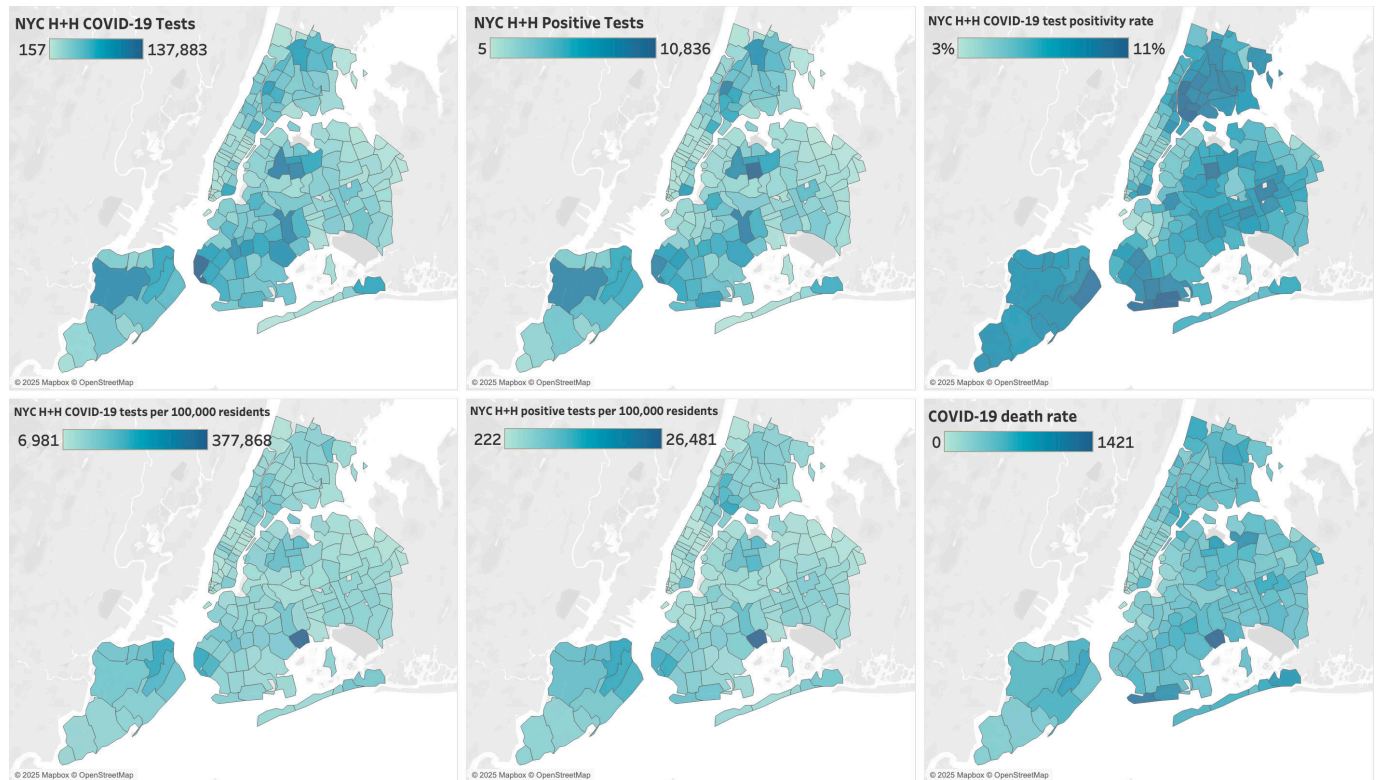 NYC H+H COVID-19 Tests
157 137,883
© 2025 Mapbox © OpenStreetMap
NYC H+H Positive Tests
5 10,836
© 2025 Mapbox © OpenStreetMap
NYC H+H COVID-19 test positivity rate
3% 11%
© 2025 Mapbox © OpenStreetMap
NYC H+H COVID-19 tests per 100,000 residents
6,981 377,868
© 2025 Mapbox © OpenStreetMap
NYC H+H positive tests per 100,000 residents
222 26,481
© 2025 Mapbox © OpenStreetMap
COVID-19 death rate
0 1421
© 2025 Mapbox © OpenStreetMap